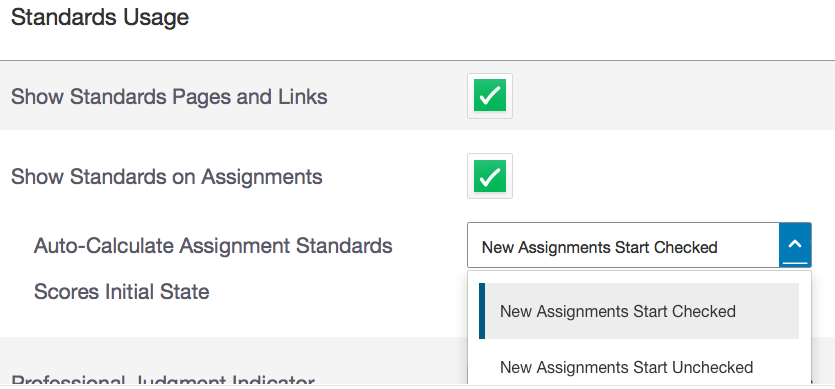 Standards Usage
Show Standards Pages and Links
Show Standards on Assignments
Auto-Calculate Assignment Standards
Scores Initial State
New Assignments Start Checked
New Assignments Start Checked
New Assignments Start Unchecked
Professional Judgment Indicator